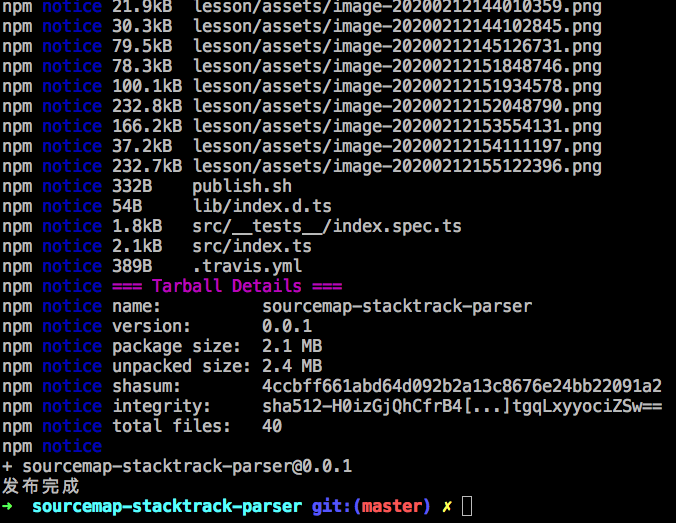 npm notice 21.9kB lesson/assets/image-20200212144010359.png
npm notice 30.3kB lesson/assets/image-20200212144102845.png
npm notice 79.5kB lesson/assets/image-20200212145126731.png
npm notice 78.3kB lesson/assets/image-20200212151848746.png
npm notice 100.1kB lesson/assets/image-20200212151934578.png
npm notice 232.8kB lesson/assets/image-20200212152048790.png
npm notice 166.2kB lesson/assets/image-20200212153554131.png
npm notice 37.2kB lesson/assets/image-20200212154111197.png
npm notice 232.7kB lesson/assets/image-20200212155122396.png
npm notice 332B publish.sh
npm notice 54B lib/index.d.ts
npm notice 1.8kB src/__tests__/index.spec.ts
npm notice 2.1kB src/index.ts
npm notice 389B .travis.yml
npm notice === Tarball Details ===
npm notice name: sourcemap-stacktrack-parser
npm notice version: 0.0.1
npm notice package size: 2.1 MB
npm notice unpacked size: 2.4 MB
npm notice shasum: 4ccbff661abd64d092b2a13c8676e24bb22091a2
npm notice integrity: sha512-H0izGjQhCfrB4[...]tgqLxyyociZSw==
npm notice total files: 40
npm notice
+ sourcemap-stacktrack-parser@0.0.1
发布完成
➜ sourcemap-stacktrack-parser git:(master) ✗